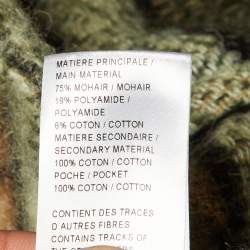 MATIERE PRINCIPALE /
MAIN MATERIAL
75% MOHAIR / MOHAIR
19% POLYAMIDE /
POLYAMIDE
6% COTON / COTTON
MATIERE SECONDAIRE /
SECONDARY MATERIAL
100% COTON / COTTON
POCHE / POCKET
100% COTON / COTTON
CONTIENT DES TRACES
D'AUTRES FIBRES
CONTAINS TRACKS OF